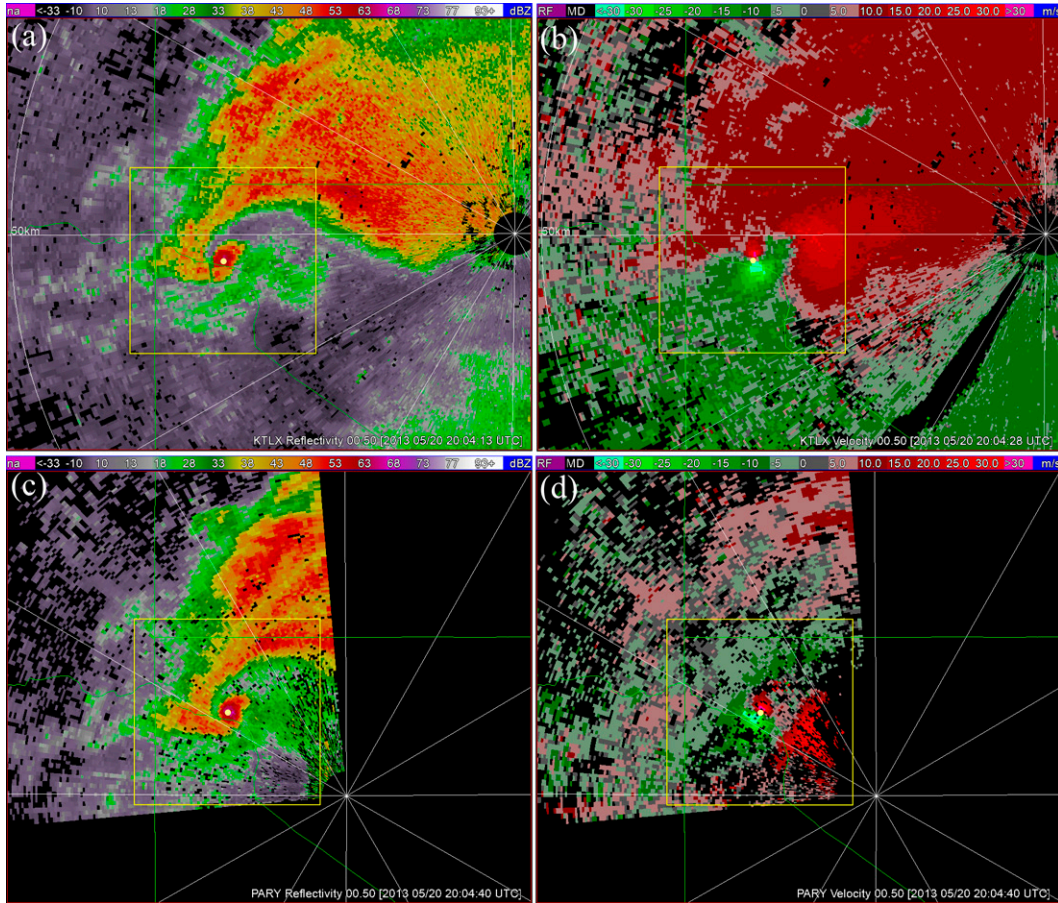 na <-33 -10 10 13 18 28 33 38 48 53 63 68 73 77 93+ dBZ
(a)
50km
KTLX Reflectivity 00.50 [2013 05/20 20:04:13 UTC]
RF MD <-30 -30 -25 -20 -15 -10 -5.0 0 5.0 10.0 15.0 20.0 25.0 30.0 >30 m/s
(b)
50km
KTLX Velocity 00.50 [2013 05/20 20:04:28 UTC]
na <-33 -10 10 13 18 28 33 38 48 53 63 68 73 77 93+ dBZ
(c)
PARY Reflectivity 00.50 [2013 05/20 20:04:40 UTC]
RF MD <-30 -30 -25 -20 -15 -10 -5.0 0 5.0 10.0 15.0 20.0 25.0 30.0 >30 m/s
(d)
PARY Velocity 00.50 [2013 05/20 20:04:40 UTC]